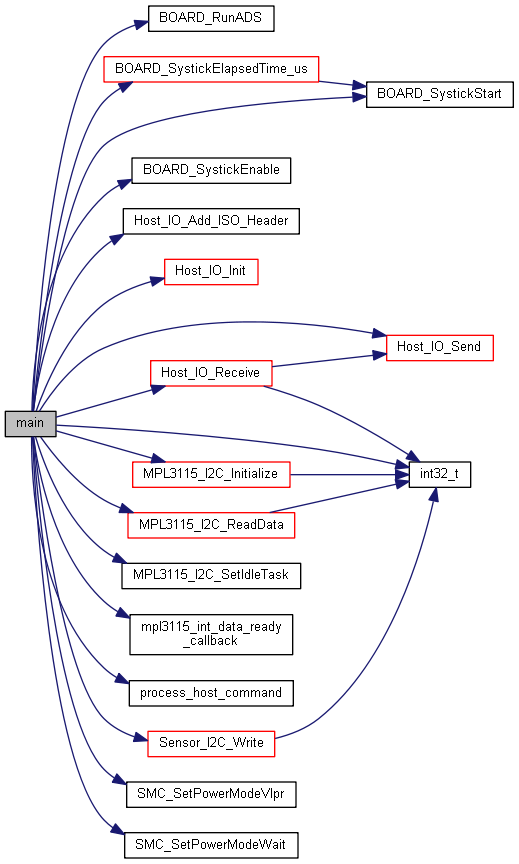 BOARD_RunADS
BOARD_SystickElapsedTime_us
BOARD_SystickStart
BOARD_SystickEnable
Host_IO_Add_ISO_Header
Host_IO_Init
Host_IO_Send
Host_IO_Receive
main
MPL3115_I2C_Initialize
int32_t
MPL3115_I2C_ReadData
MPL3115_I2C_SetIdleTask
mpl3115_int_data_ready
_callback
process_host_command
Sensor_I2C_Write
SMC_SetPowerModeVlpr
SMC_SetPowerModeWait